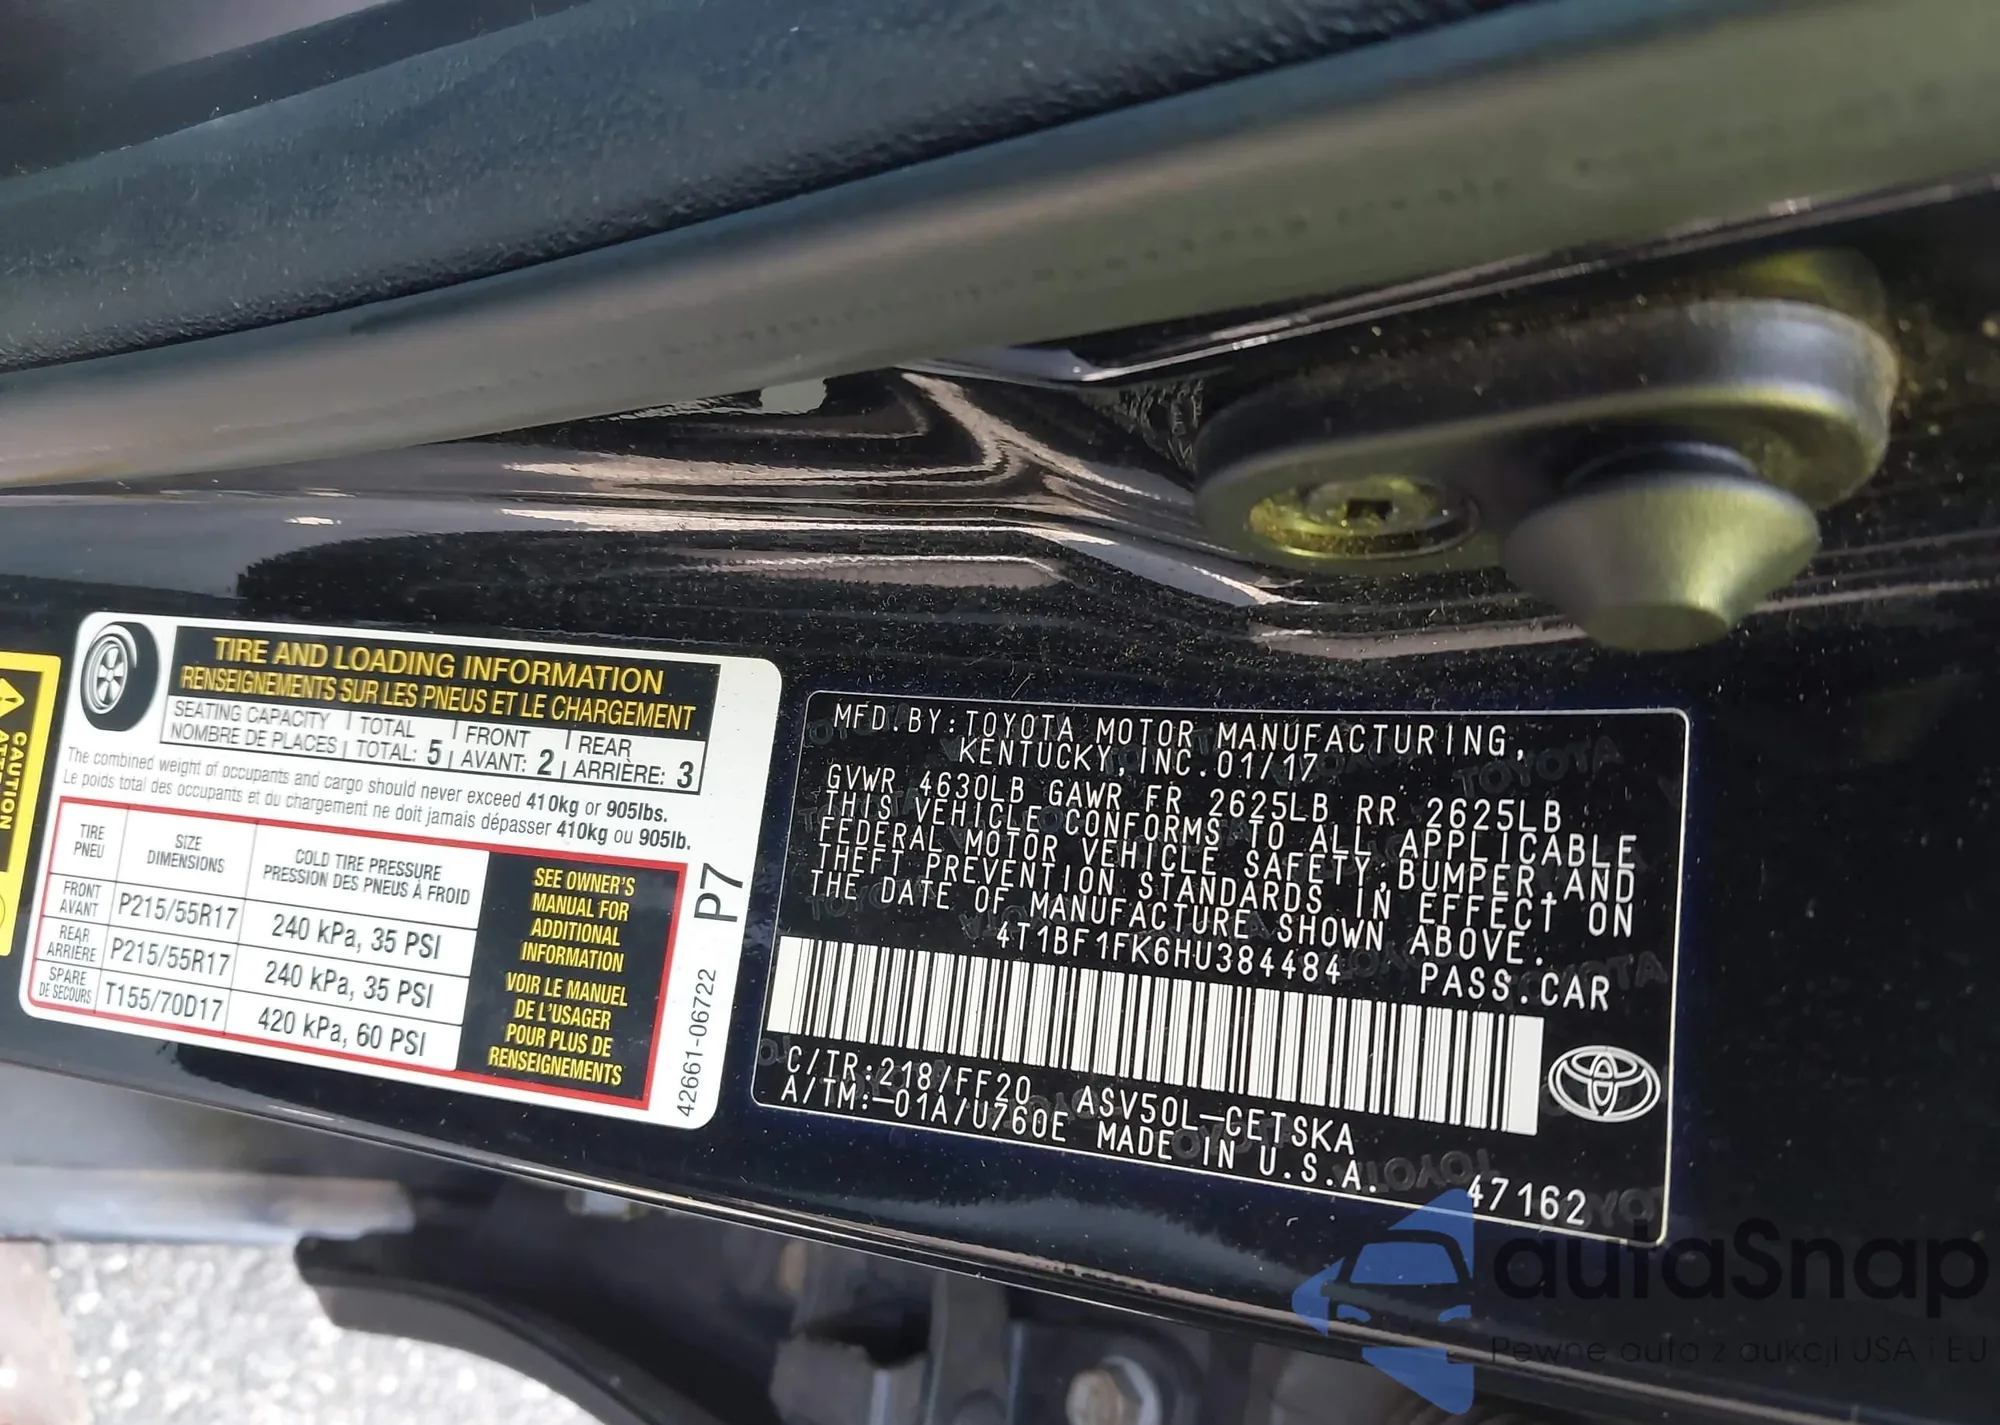 CAUTION
TIRE AND LOADING INFORMATION
RENSEIGNEMENTS SUR LES PNEUS ET LE CHARGEMENT
SEATING CAPACITY | TOTAL | FRONT | REAR
NOMBRE DE PLACES | TOTAL: 5 | AVANT: 2 | ARRIÈRE: 3
The combined weight of occupants and cargo should never exceed 410kg or 905lbs.
Le poids total des occupants et du chargement ne doit jamais dépasser 410kg ou 905lb.
TIRE
PNEU
SIZE
DIMENSIONS
COLD TIRE PRESSURE
PRESSION DES PNEUS À FROID
FRONT
AVANT
P215/55R17
240 kPa, 35 PSI
REAR
ARRIÈRE
P215/55R17
240 kPa, 35 PSI
SPARE
DE SECOURS
T155/70D17
420 kPa, 60 PSI
SEE OWNER'S
MANUAL FOR
ADDITIONAL
INFORMATION
VOIR LE MANUEL
DE L'USAGER
POUR PLUS DE
RENSEIGNEMENTS
P7
42661-06722
MFD.BY:TOYOTA MOTOR MANUFACTURING,
KENTUCKY,INC.01/17
GVWR 4630LB GAWR FR 2625LB RR 2625LB
THIS VEHICLE CONFORMS TO ALL APPLICABLE
FEDERAL MOTOR VEHICLE SAFETY,BUMPER,AND
THEFT PREVENTION STANDARDS IN EFFECT ON
THE DATE OF MANUFACTURE SHOWN ABOVE.
4T1BF1FK6HU384484 PASS.CAR
C/TR:218/FF20 ASV50L-CETSKA
A/TM:-01A/U760E MADE IN U.S.A.
47162
autaSnap
Pewne auta z aukcji USA i EU